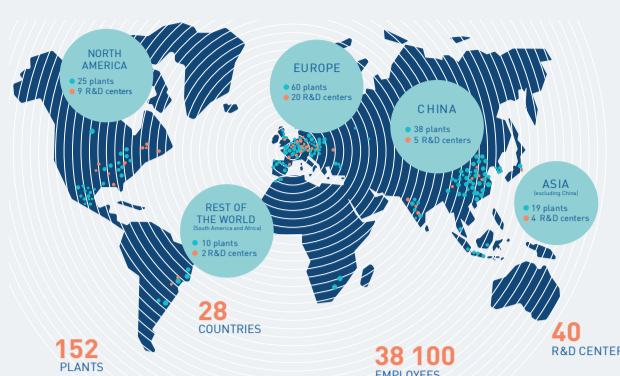 NORTH
AMERICA
25 plants
9 R&D centers
EUROPE
60 plants
20 R&D centers
CHINA
38 plants
5 R&D centers
ASIA
(excluding China)
19 plants
4 R&D centers
REST OF
THE WORLD
(South America and Africa)
10 plants
2 R&D centers
28
COUNTRIES
152
PLANTS
38 100
EMPLOYEES
40
R&D CENTER